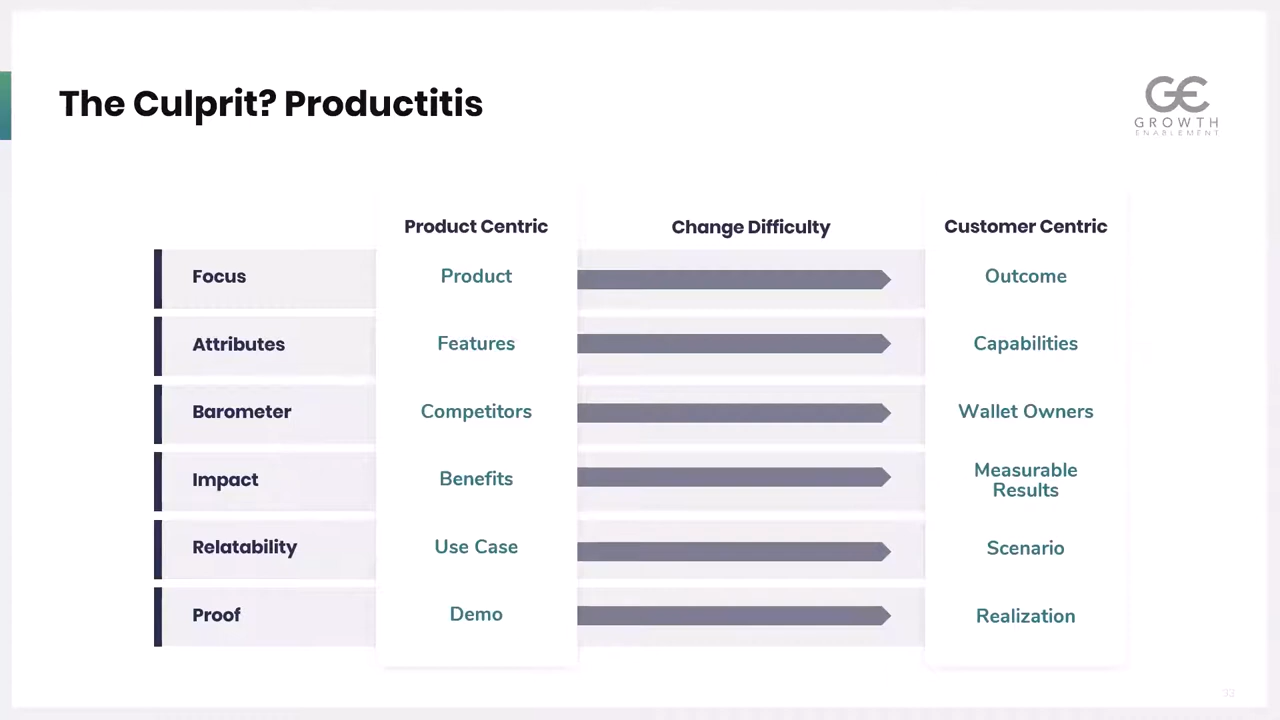 The Culprit? Productitis
GE
GROWTH
ENABLEMENT
Product Centric Change Difficulty Customer Centric
Focus Product Outcome
Attributes Features Capabilities
Barometer Competitors Wallet Owners
Impact Benefits Measurable
Results
Relatability Use Case Scenario
Proof Demo Realization